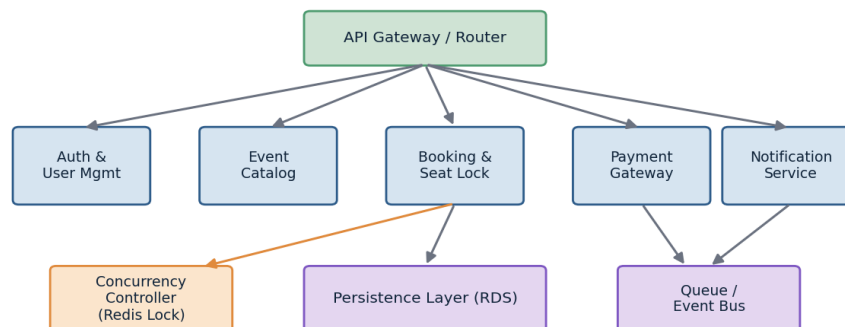 API Gateway / Router
Auth &
User Mgmt
Event
Catalog
Booking &
Seat Lock
Payment
Gateway
Notification
Service
Concurrency
Controller
(Redis Lock)
Persistence Layer (RDS)
Queue /
Event Bus